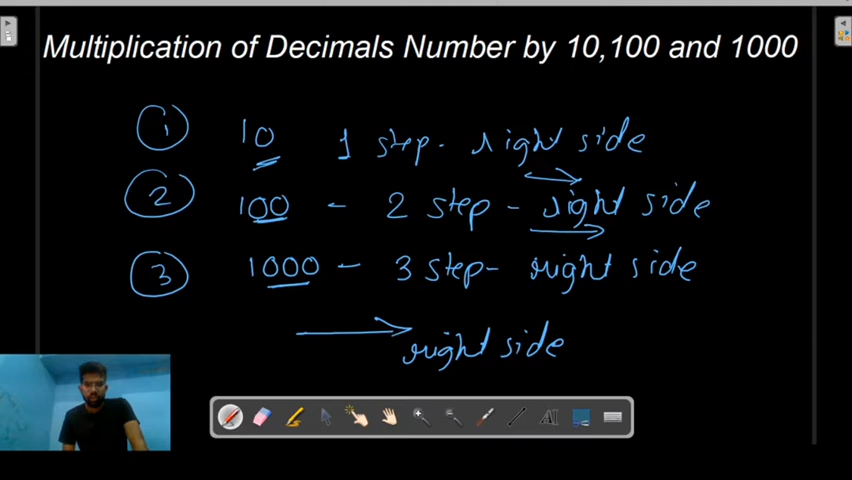 Multiplication of Decimals Number by 10,100 and 1000
1 10 1 step- right side
2 100 - 2 step - right side
3 1000 - 3 step- right side
right side